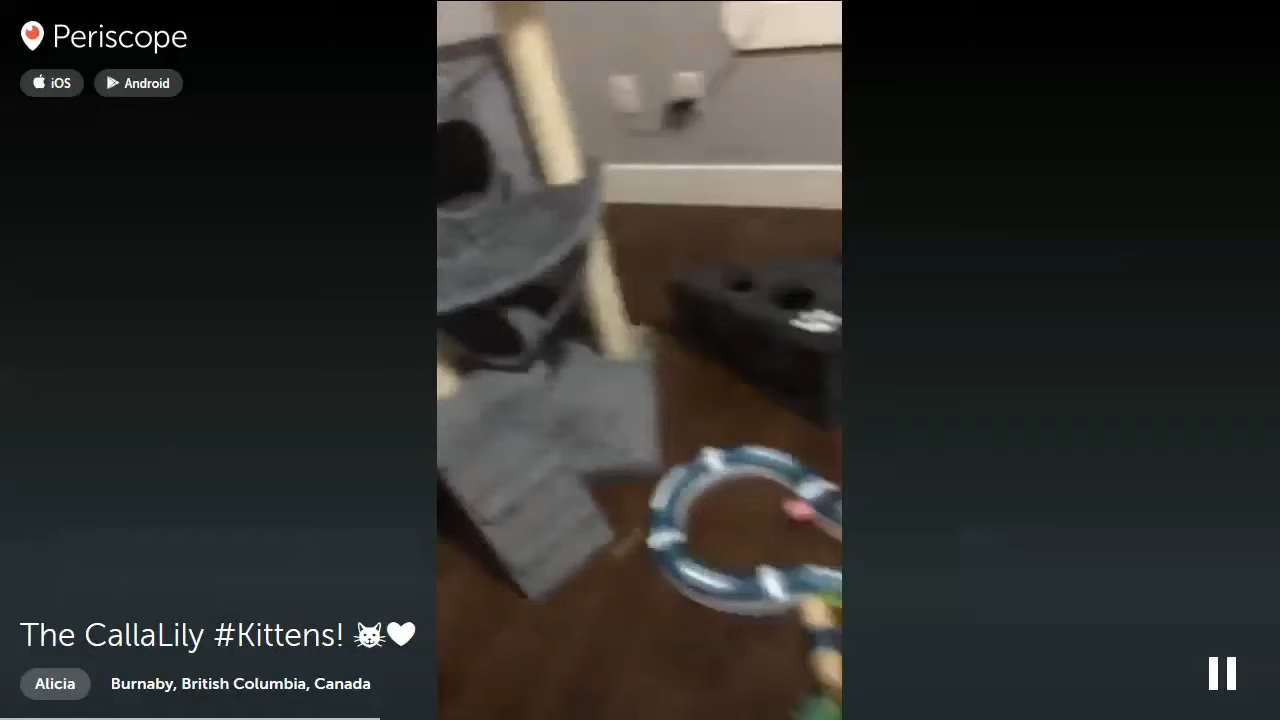 Periscope
iOS
Android
The CallaLily #Kittens! 😸🤍
Alicia
Burnaby, British Columbia, Canada